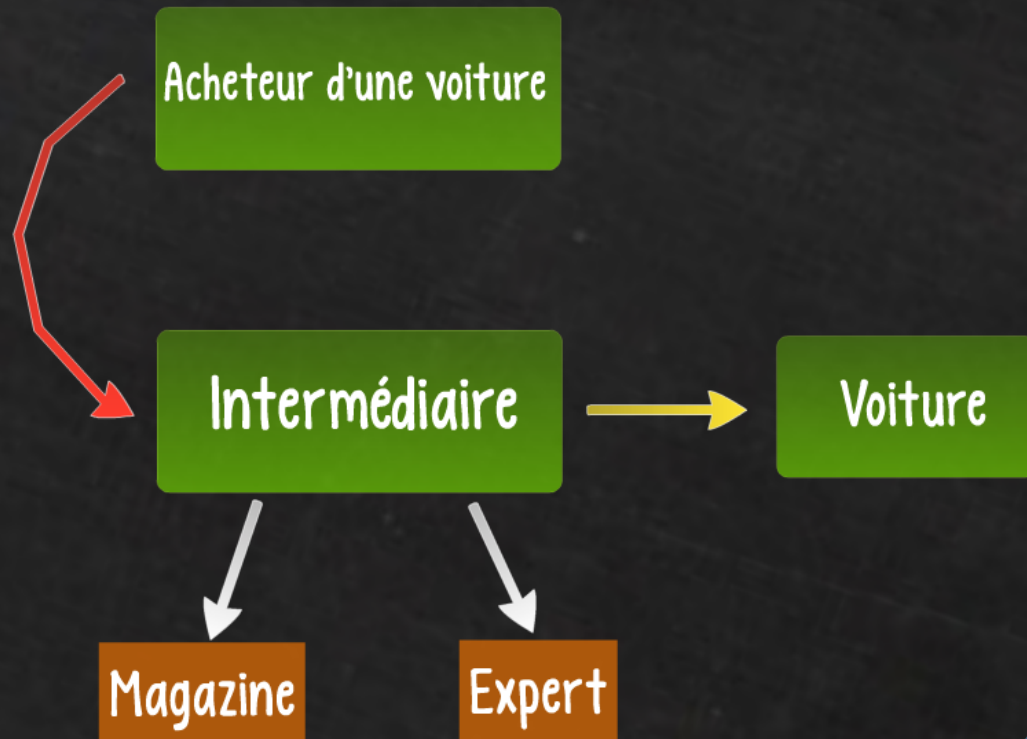 Acheteur d'une voiture
Intermédiaire
Voiture
Magazine
Expert